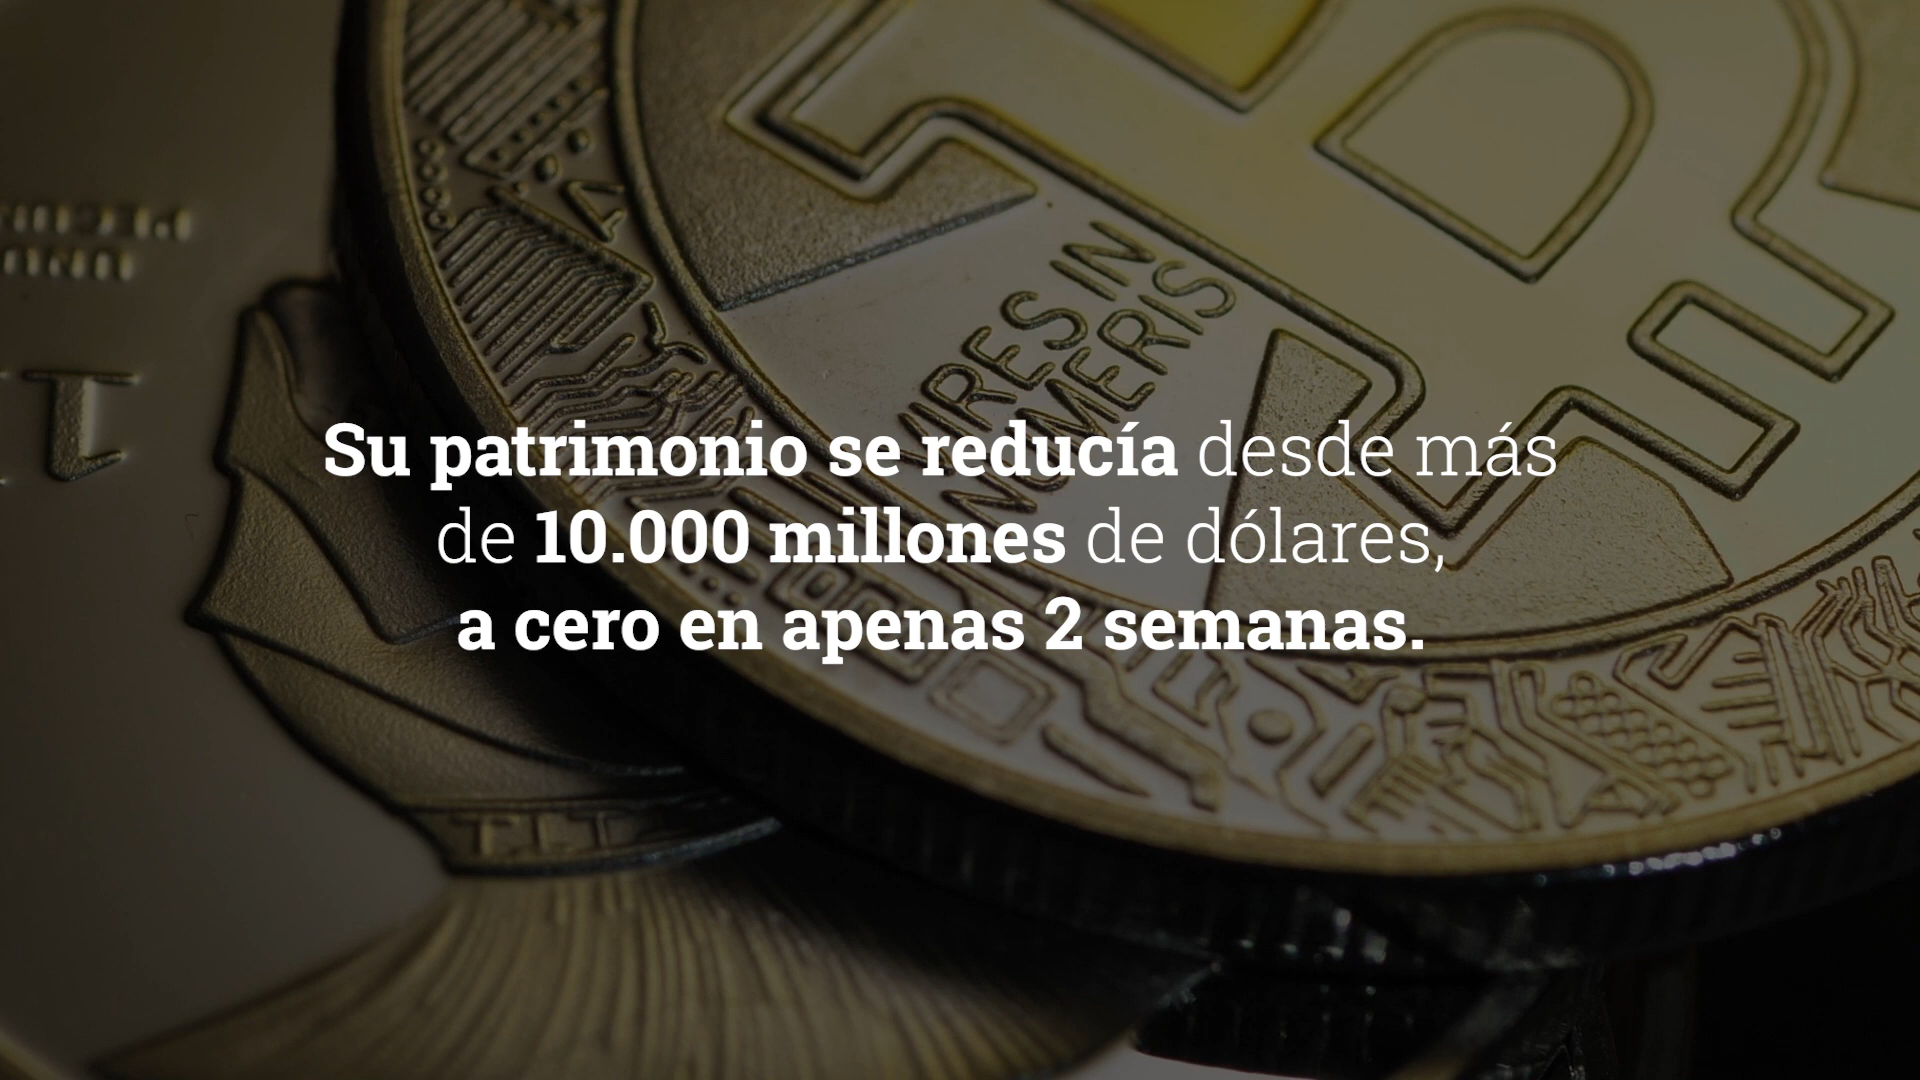 VIRES IN
NUMERIS
Su patrimonio se reducía desde más
de 10.000 millones de dólares,
a cero en apenas 2 semanas.